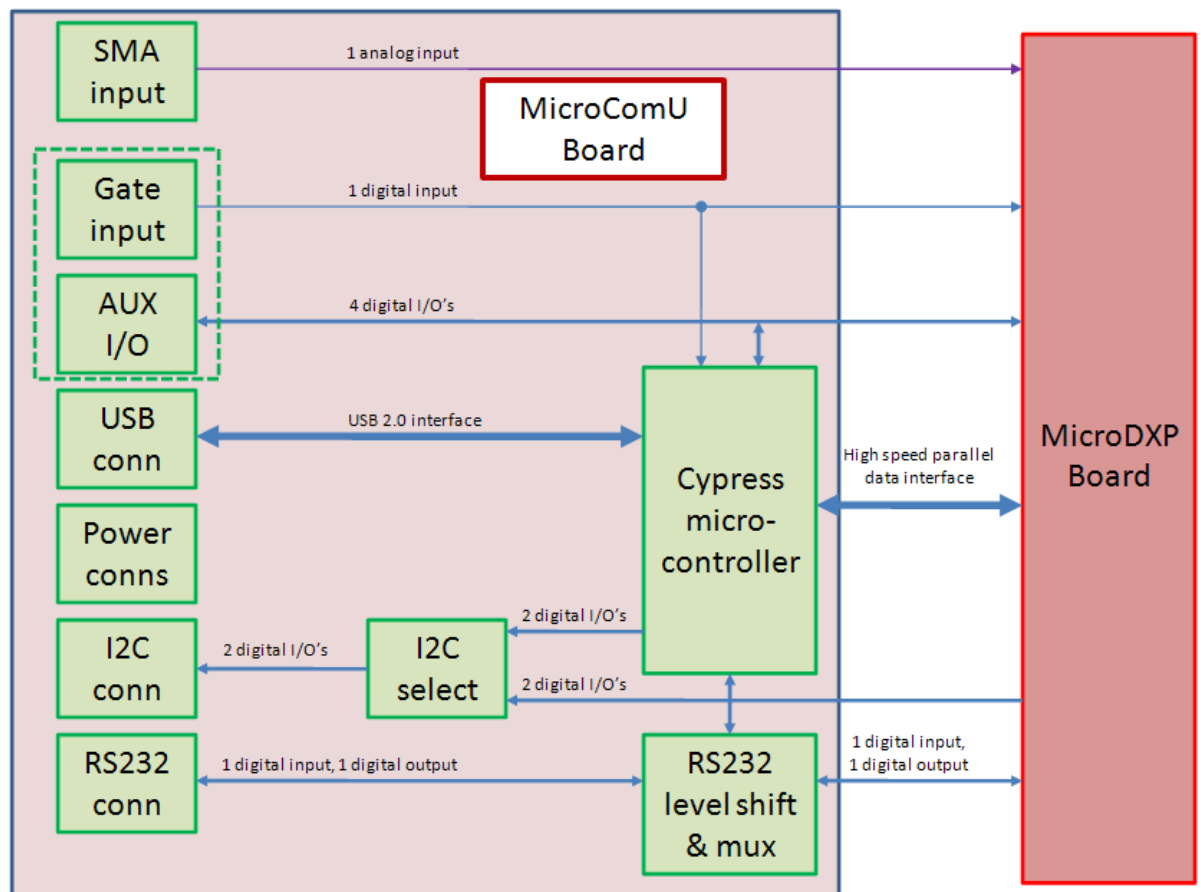 SMA
input
1 analog input
MicroComU
Board
Gate
input
1 digital input
AUX
I/O
4 digital I/O's
USB
conn
USB 2.0 interface
Cypress
micro-
controller
High speed parallel
data interface
MicroDXP
Board
Power
conns
I2C
conn
2 digital I/O's
I2C
select
2 digital I/O's
2 digital I/O's
RS232
conn
1 digital input, 1 digital output
RS232
level shift
& mux
1 digital input,
1 digital output